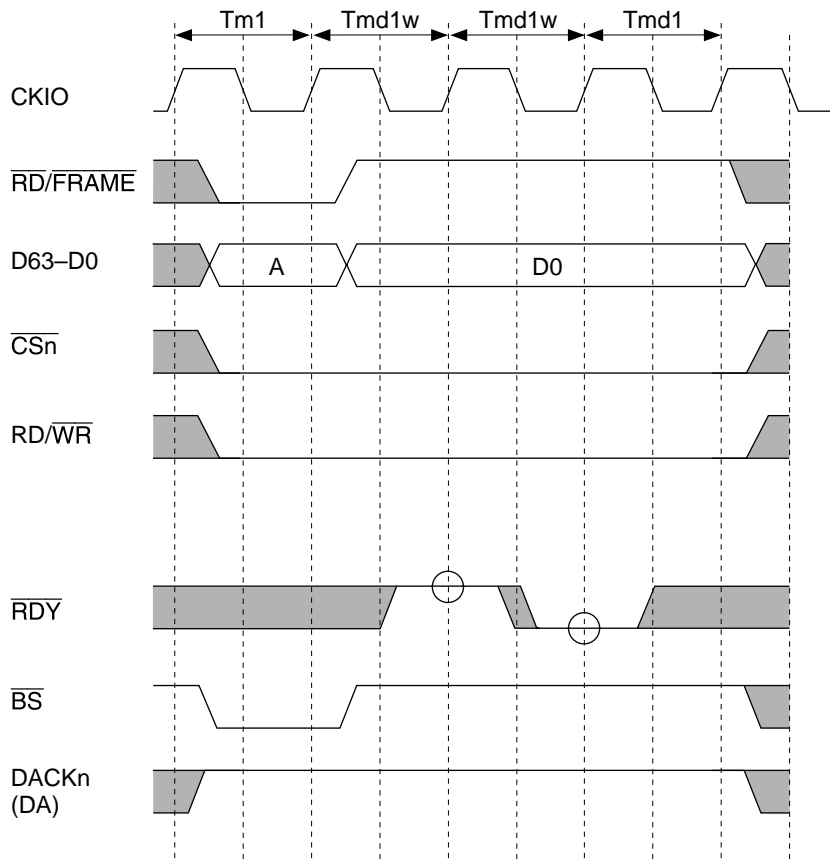 Tm1 Tmd1w Tmd1w Tmd1
CKIO
RD/FRAME
D63–D0 A D0
CSn
RD/WR
RDY
BS
DACKn
(DA)